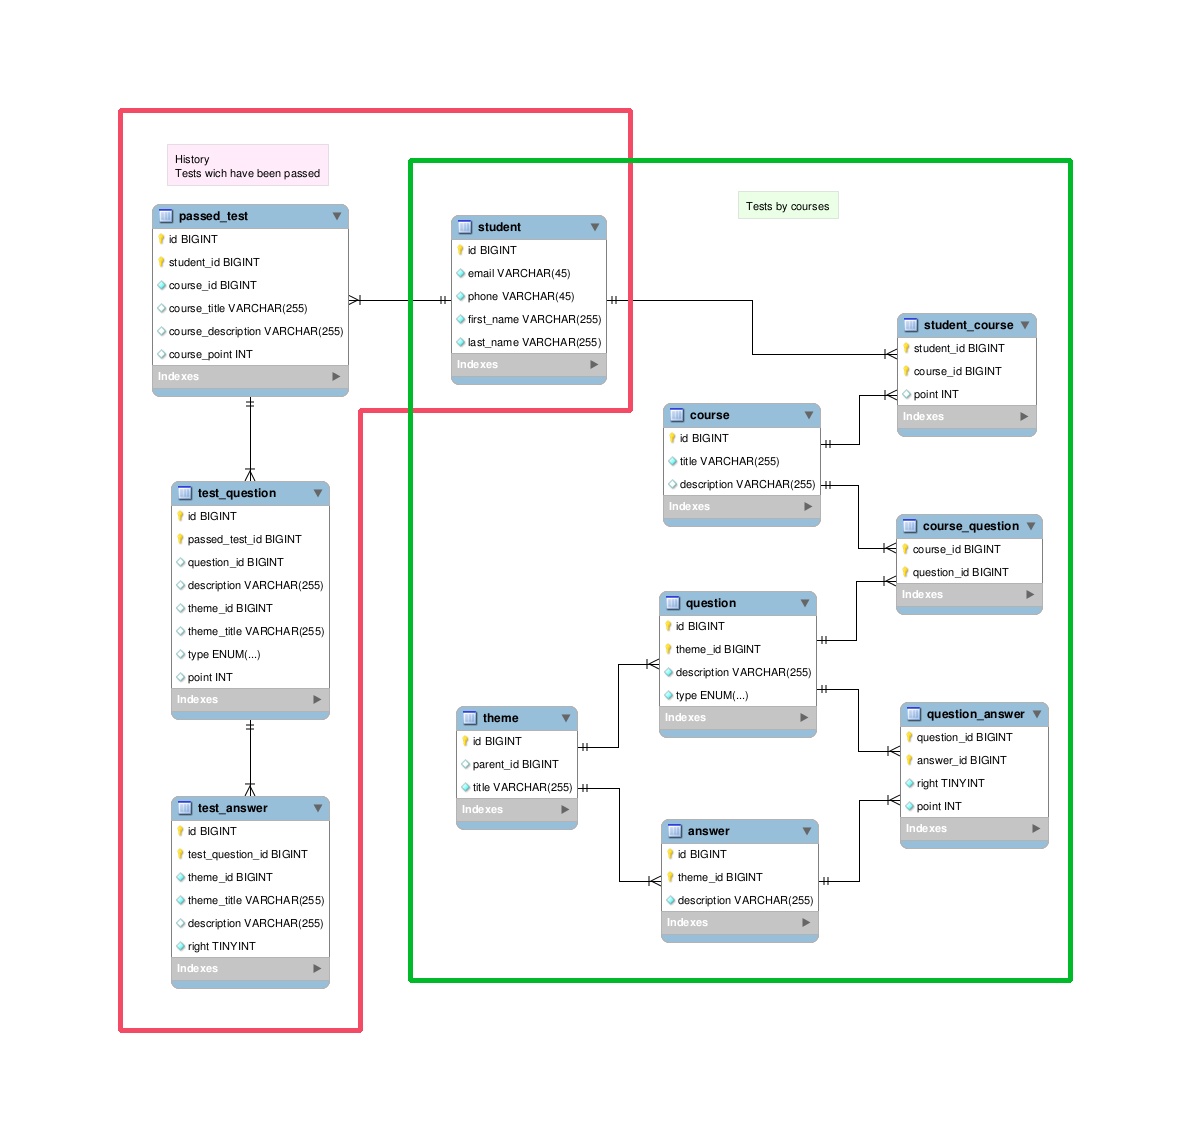 History
Tests wich have been passed
passed_test
id BIGINT
student_id BIGINT
course_id BIGINT
course_title VARCHAR(255)
course_description VARCHAR(255)
course_point INT
Indexes
test_question
id BIGINT
passed_test_id BIGINT
question_id BIGINT
description VARCHAR(255)
theme_id BIGINT
theme_title VARCHAR(255)
type ENUM(...)
point INT
Indexes
test_answer
id BIGINT
test_question_id BIGINT
theme_id BIGINT
theme_title VARCHAR(255)
description VARCHAR(255)
right TINYINT
Indexes
student
id BIGINT
email VARCHAR(45)
phone VARCHAR(45)
first_name VARCHAR(255)
last_name VARCHAR(255)
Indexes
Tests by courses
student_course
student_id BIGINT
course_id BIGINT
point INT
Indexes
course
id BIGINT
title VARCHAR(255)
description VARCHAR(255)
Indexes
course_question
course_id BIGINT
question_id BIGINT
Indexes
question
id BIGINT
theme_id BIGINT
description VARCHAR(255)
type ENUM(...)
Indexes
theme
id BIGINT
parent_id BIGINT
title VARCHAR(255)
Indexes
question_answer
question_id BIGINT
answer_id BIGINT
right TINYINT
point INT
Indexes
answer
id BIGINT
theme_id BIGINT
description VARCHAR(255)
Indexes